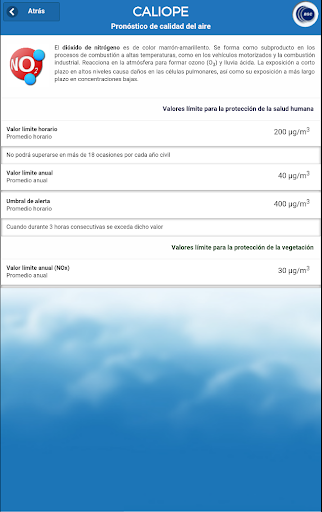 Atrás
CALIOPE
bsc
Pronóstico de calidad del aire
NO2
El dióxido de nitrógeno es de color marrón-amarillento. Se forma como subproducto en los
procesos de combustión a altas temperaturas, como en los vehículos motorizados y la combustión
industrial. Reacciona en la atmósfera para formar ozono (O3) y lluvia ácida. La exposición a corto
plazo en altos niveles causa daños en las células pulmonares, así como su exposición a más largo
plazo en concentraciones bajas.
Valores límite para la protección de la salud humana
Valor límite horario
Promedio horario
200 µg/m3
No podrá superarse en más de 18 ocasiones por cada año civil
Valor límite anual
Promedio anual
40 µg/m3
Umbral de alerta
Promedio horario
400 µg/m3
Cuando durante 3 horas consecutivas se exceda dicho valor
Valores límite para la protección de la vegetación
Valor límite anual (NOx)
Promedio anual
30 µg/m3